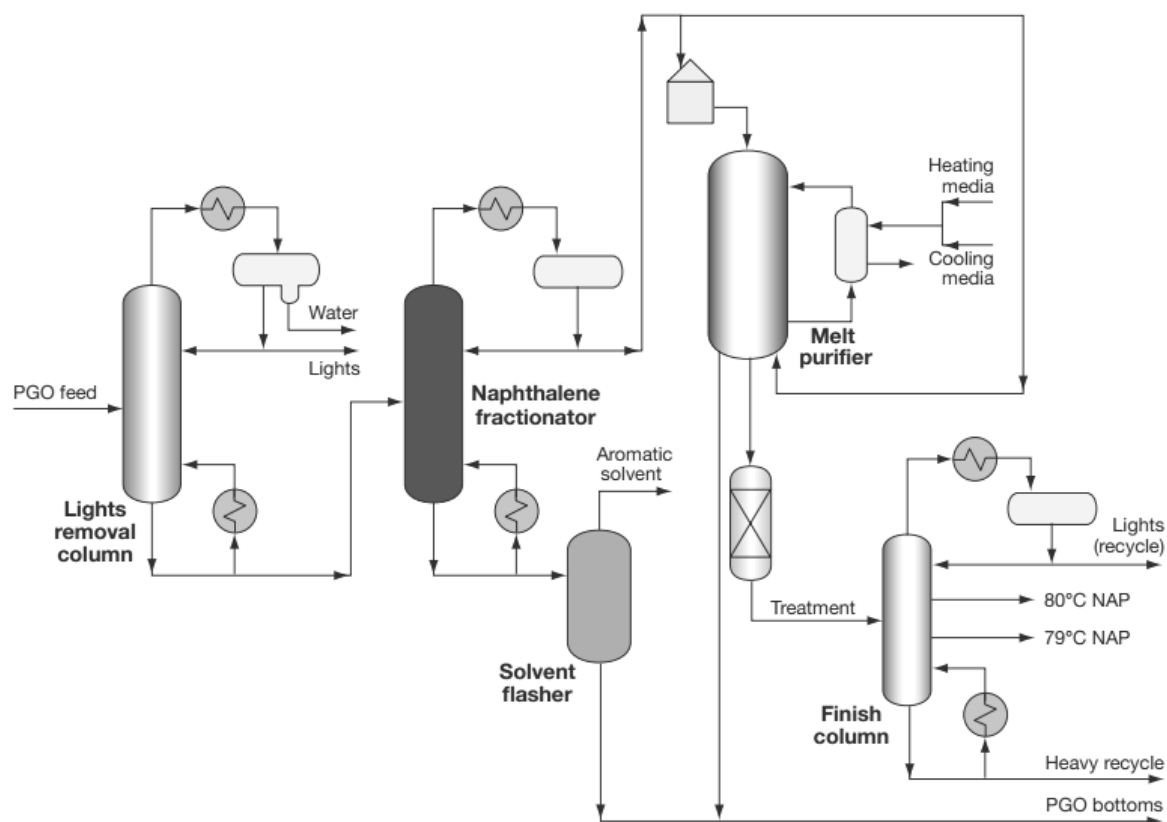 Heating
media
Cooling
media
Melt
purifier
Water
Lights
PGO feed
Naphthalene
fractionator
Lights
removal
column
Aromatic
solvent
Solvent
flasher
Treatment
Lights
(recycle)
80°C NAP
79°C NAP
Finish
column
Heavy recycle
PGO bottoms